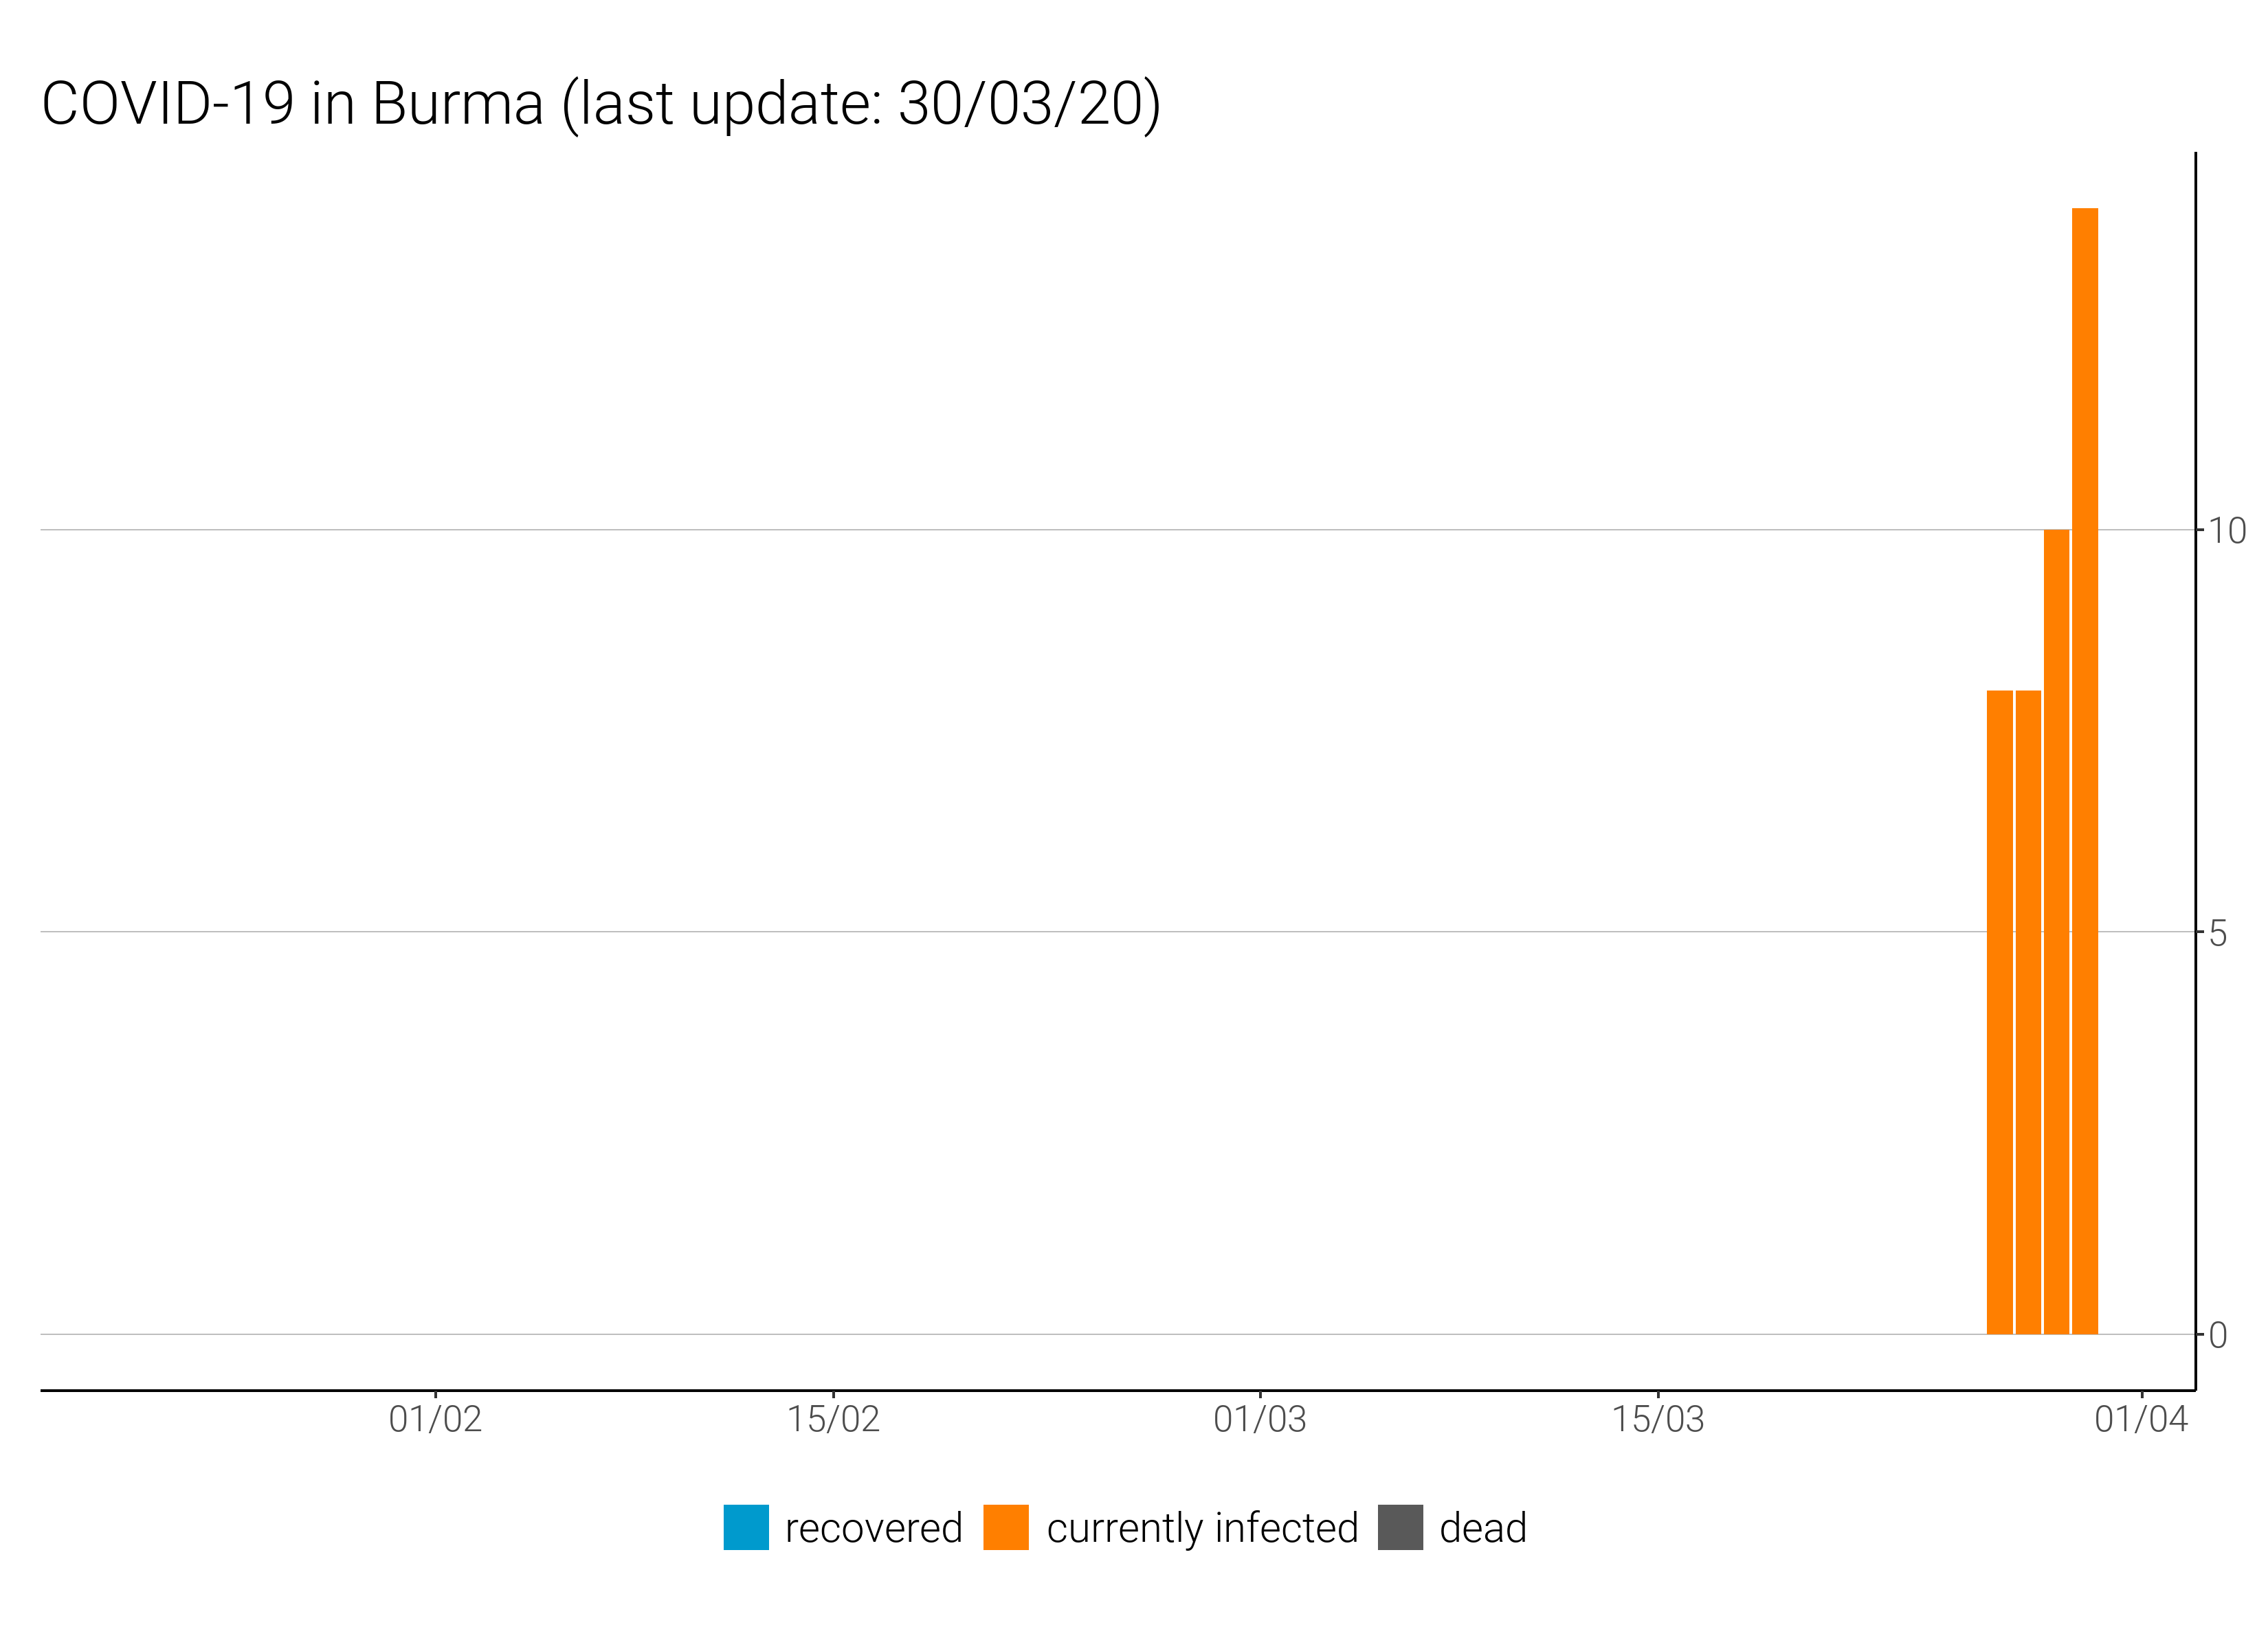 COVID-19 in Burma (last update: 30/03/20)
10
5
0
01/02 15/02 01/03 15/03 01/04
recovered currently infected dead